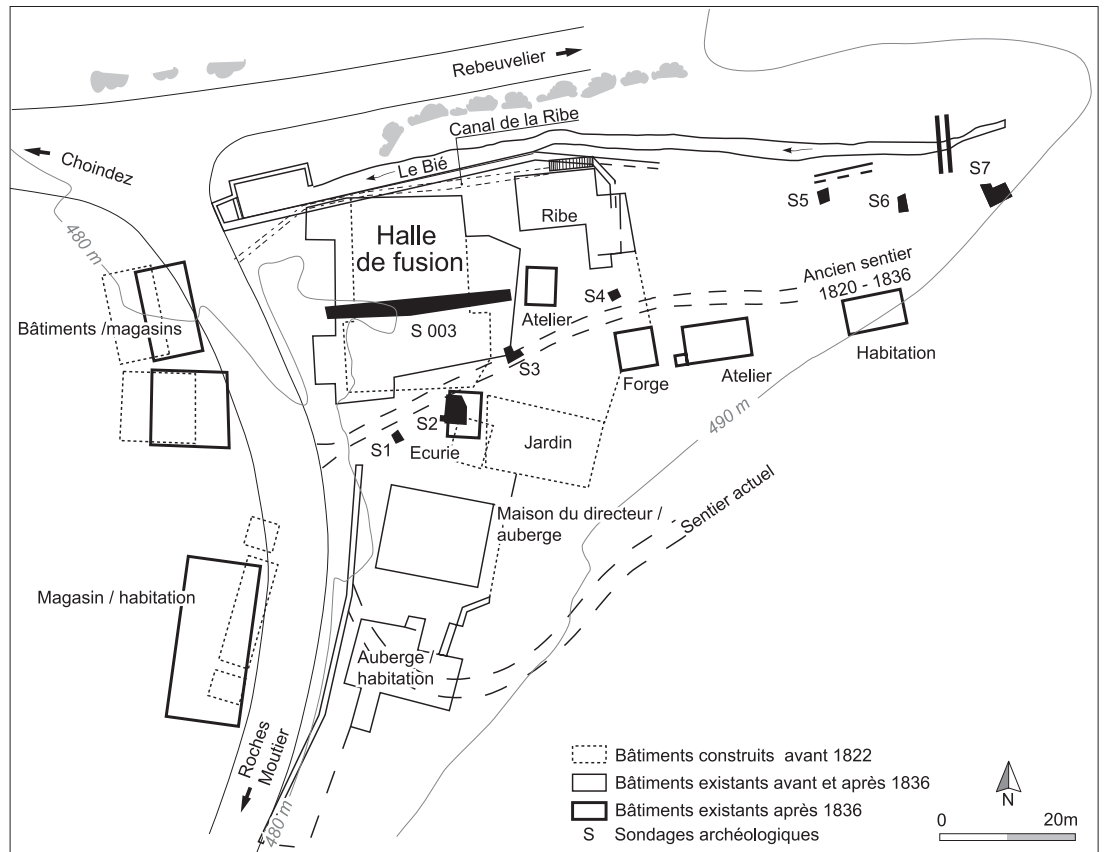 Rebeuvelier
Canal de la Ribe
Choindez
Le Bié
S7
S5
S6
480 m
Ribe
Halle
de fusion
Ancien sentier
1820 - 1836
S4
Bâtiments /magasins
Atelier
S 003
Habitation
S3
Forge
Atelier
S2
490 m
S1
Ecurie
Jardin
Sentier actuel
Maison du directeur /
auberge
Magasin / habitation
Auberge /
habitation
Roches
Moutier
480 m
Bâtiments construits avant 1822
Bâtiments existants avant et après 1836
Bâtiments existants après 1836
S Sondages archéologiques
N
0 20m